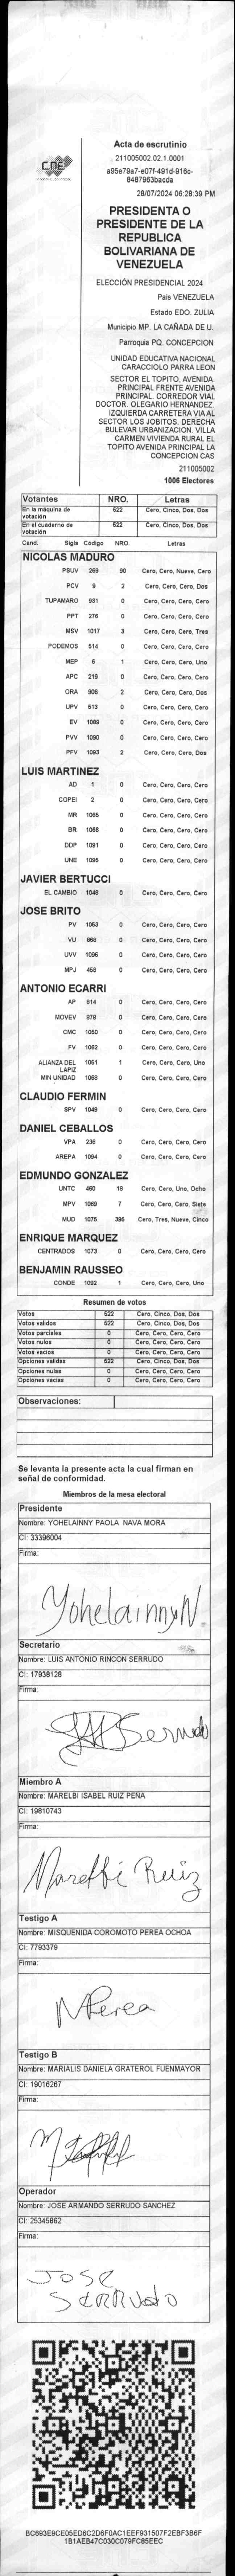 CNE
Acta de escrutinio
211005002.02.1.0001
a95e79a7-e07f-491d-916c-
8487963bacda
28/07/2024 06:28:39 PM
PRESIDENTA O
PRESIDENTE DE LA
REPUBLICA
BOLIVARIANA DE
VENEZUELA
ELECCIÓN PRESIDENCIAL 2024
Pais VENEZUELA
Estado EDO. ZULIA
Municipio MP. LA CAÑADA DE U.
Parroquia PQ. CONCEPCION
UNIDAD EDUCATIVA NACIONAL
CARACCIOLO PARRA LEON
SECTOR EL TOPITO, AVENIDA.
PRINCIPAL FRENTE AVENIDA
PRINCIPAL. CORREDOR VIAL
DOCTOR. OLEGARIO HERNANDEZ.
IZQUIERDA CARRETERA VIA AL
SECTOR LOS JOBITOS. DERECHA
BULEVAR URBANIZACION. VILLA
CARMEN VIVIENDA RURAL EL
TOPITO AVENIDA PRINCIPAL LA
CONCEPCION CAS
211005002
1006 Electores
Votantes NRO. Letras
En la máquina de votación 522 Cero, Cinco, Dos, Dos
En el cuaderno de votación 522 Cero, Cinco, Dos, Dos
Cand. Sigla Código NRO. Letras
NICOLAS MADURO
PSUV 269 90 Cero, Cero, Nueve, Cero
PCV 9 2 Cero, Cero, Cero, Dos
TUPAMARO 931 0 Cero, Cero, Cero, Cero
PPT 276 0 Cero, Cero, Cero, Cero
MSV 1017 3 Cero, Cero, Cero, Tres
PODEMOS 514 0 Cero, Cero, Cero, Cero
MEP 6 1 Cero, Cero, Cero, Uno
APC 219 0 Cero, Cero, Cero, Cero
ORA 906 2 Cero, Cero, Cero, Dos
UPV 513 0 Cero, Cero, Cero, Cero
EV 1089 0 Cero, Cero, Cero, Cero
PVV 1090 0 Cero, Cero, Cero, Cero
PFV 1093 2 Cero, Cero, Cero, Dos
LUIS MARTINEZ
AD 1 0 Cero, Cero, Cero, Cero
COPEI 2 0 Cero, Cero, Cero, Cero
MR 1065 0 Cero, Cero, Cero, Cero
BR 1066 0 Cero, Cero, Cero, Cero
DDP 1091 0 Cero, Cero, Cero, Cero
UNE 1095 0 Cero, Cero, Cero, Cero
JAVIER BERTUCCI
EL CAMBIO 1048 0 Cero, Cero, Cero, Cero
JOSE BRITO
PV 1053 0 Cero, Cero, Cero, Cero
VU 868 0 Cero, Cero, Cero, Cero
UVV 1096 0 Cero, Cero, Cero, Cero
MPJ 458 0 Cero, Cero, Cero, Cero
ANTONIO ECARRI
AP 814 0 Cero, Cero, Cero, Cero
MOVEV 878 0 Cero, Cero, Cero, Cero
CMC 1050 0 Cero, Cero, Cero, Cero
FV 1062 0 Cero, Cero, Cero, Cero
ALIANZA DEL LAPIZ 1051 1 Cero, Cero, Cero, Uno
MIN UNIDAD 1068 0 Cero, Cero, Cero, Cero
CLAUDIO FERMIN
SPV 1049 0 Cero, Cero, Cero, Cero
DANIEL CEBALLOS
VPA 236 0 Cero, Cero, Cero, Cero
AREPA 1094 0 Cero, Cero, Cero, Cero
EDMUNDO GONZALEZ
UNTC 460 18 Cero, Cero, Uno, Ocho
MPV 1069 7 Cero, Cero, Cero, Siete
MUD 1075 395 Cero, Tres, Nueve, Cinco
ENRIQUE MARQUEZ
CENTRADOS 1073 0 Cero, Cero, Cero, Cero
BENJAMIN RAUSSEO
CONDE 1092 1 Cero, Cero, Cero, Uno
Resumen de votos
Votos 522 Cero, Cinco, Dos, Dos
Votos validos 522 Cero, Cinco, Dos, Dos
Votos parciales 0 Cero, Cero, Cero, Cero
Votos nulos 0 Cero, Cero, Cero, Cero
Votos vacios 0 Cero, Cero, Cero, Cero
Opciones validas 522 Cero, Cinco, Dos, Dos
Opciones nulas 0 Cero, Cero, Cero, Cero
Opciones vacias 0 Cero, Cero, Cero, Cero
Observaciones:
Se levanta la presente acta la cual firman en
señal de conformidad.
Miembros de la mesa electoral
Presidente
Nombre: YOHELAINNY PAOLA NAVA MORA
CI: 33396004
Firma:
YohelainnyN
Secretario
Nombre: LUIS ANTONIO RINCON SERRUDO
CI: 17938128
Firma:
Serrudo
Miembro A
Nombre: MARELBI ISABEL RUIZ PEÑA
CI: 19810743
Firma:
Marelbi Ruiz
Testigo A
Nombre: MISQUENIDA COROMOTO PEREA OCHOA
CI: 7793379
Firma:
MPerea
Testigo B
Nombre: MARIALIS DANIELA GRATEROL FUENMAYOR
CI: 19016267
Firma:
Operador
Nombre: JOSE ARMANDO SERRUDO SANCHEZ
CI: 25345862
Firma:
JOSE
SERRUDO
BC693E9CE05ED6C2D6F0AC1EEF931507F2EBF3B6F
1B1AEB47C030C079FC85EEC